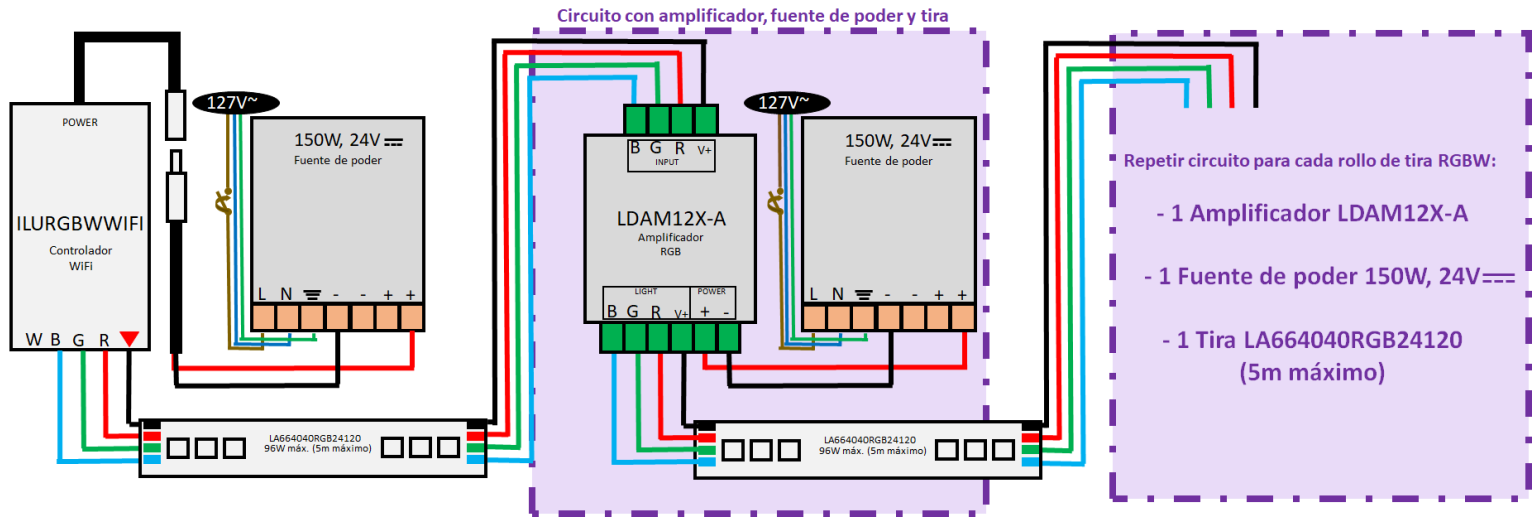 Circuito con amplificador, fuente de poder y tira
POWER
ILURGBWWIFI
Controlador
WiFi
W B G R
127V~
150W, 24V
Fuente de poder
L N - - + +
LA664040RGB24120
96W máx. (5m máximo)
B G R V+
INPUT
LDAM12X-A
Amplificador
RGB
LIGHT POWER
B G R V+ + -
127V~
150W, 24V
Fuente de poder
L N - - + +
LA664040RGB24120
96W máx. (5m máximo)
Repetir circuito para cada rollo de tira RGBW:
- 1 Amplificador LDAM12X-A
- 1 Fuente de poder 150W, 24V
- 1 Tira LA664040RGB24120
(5m máximo)